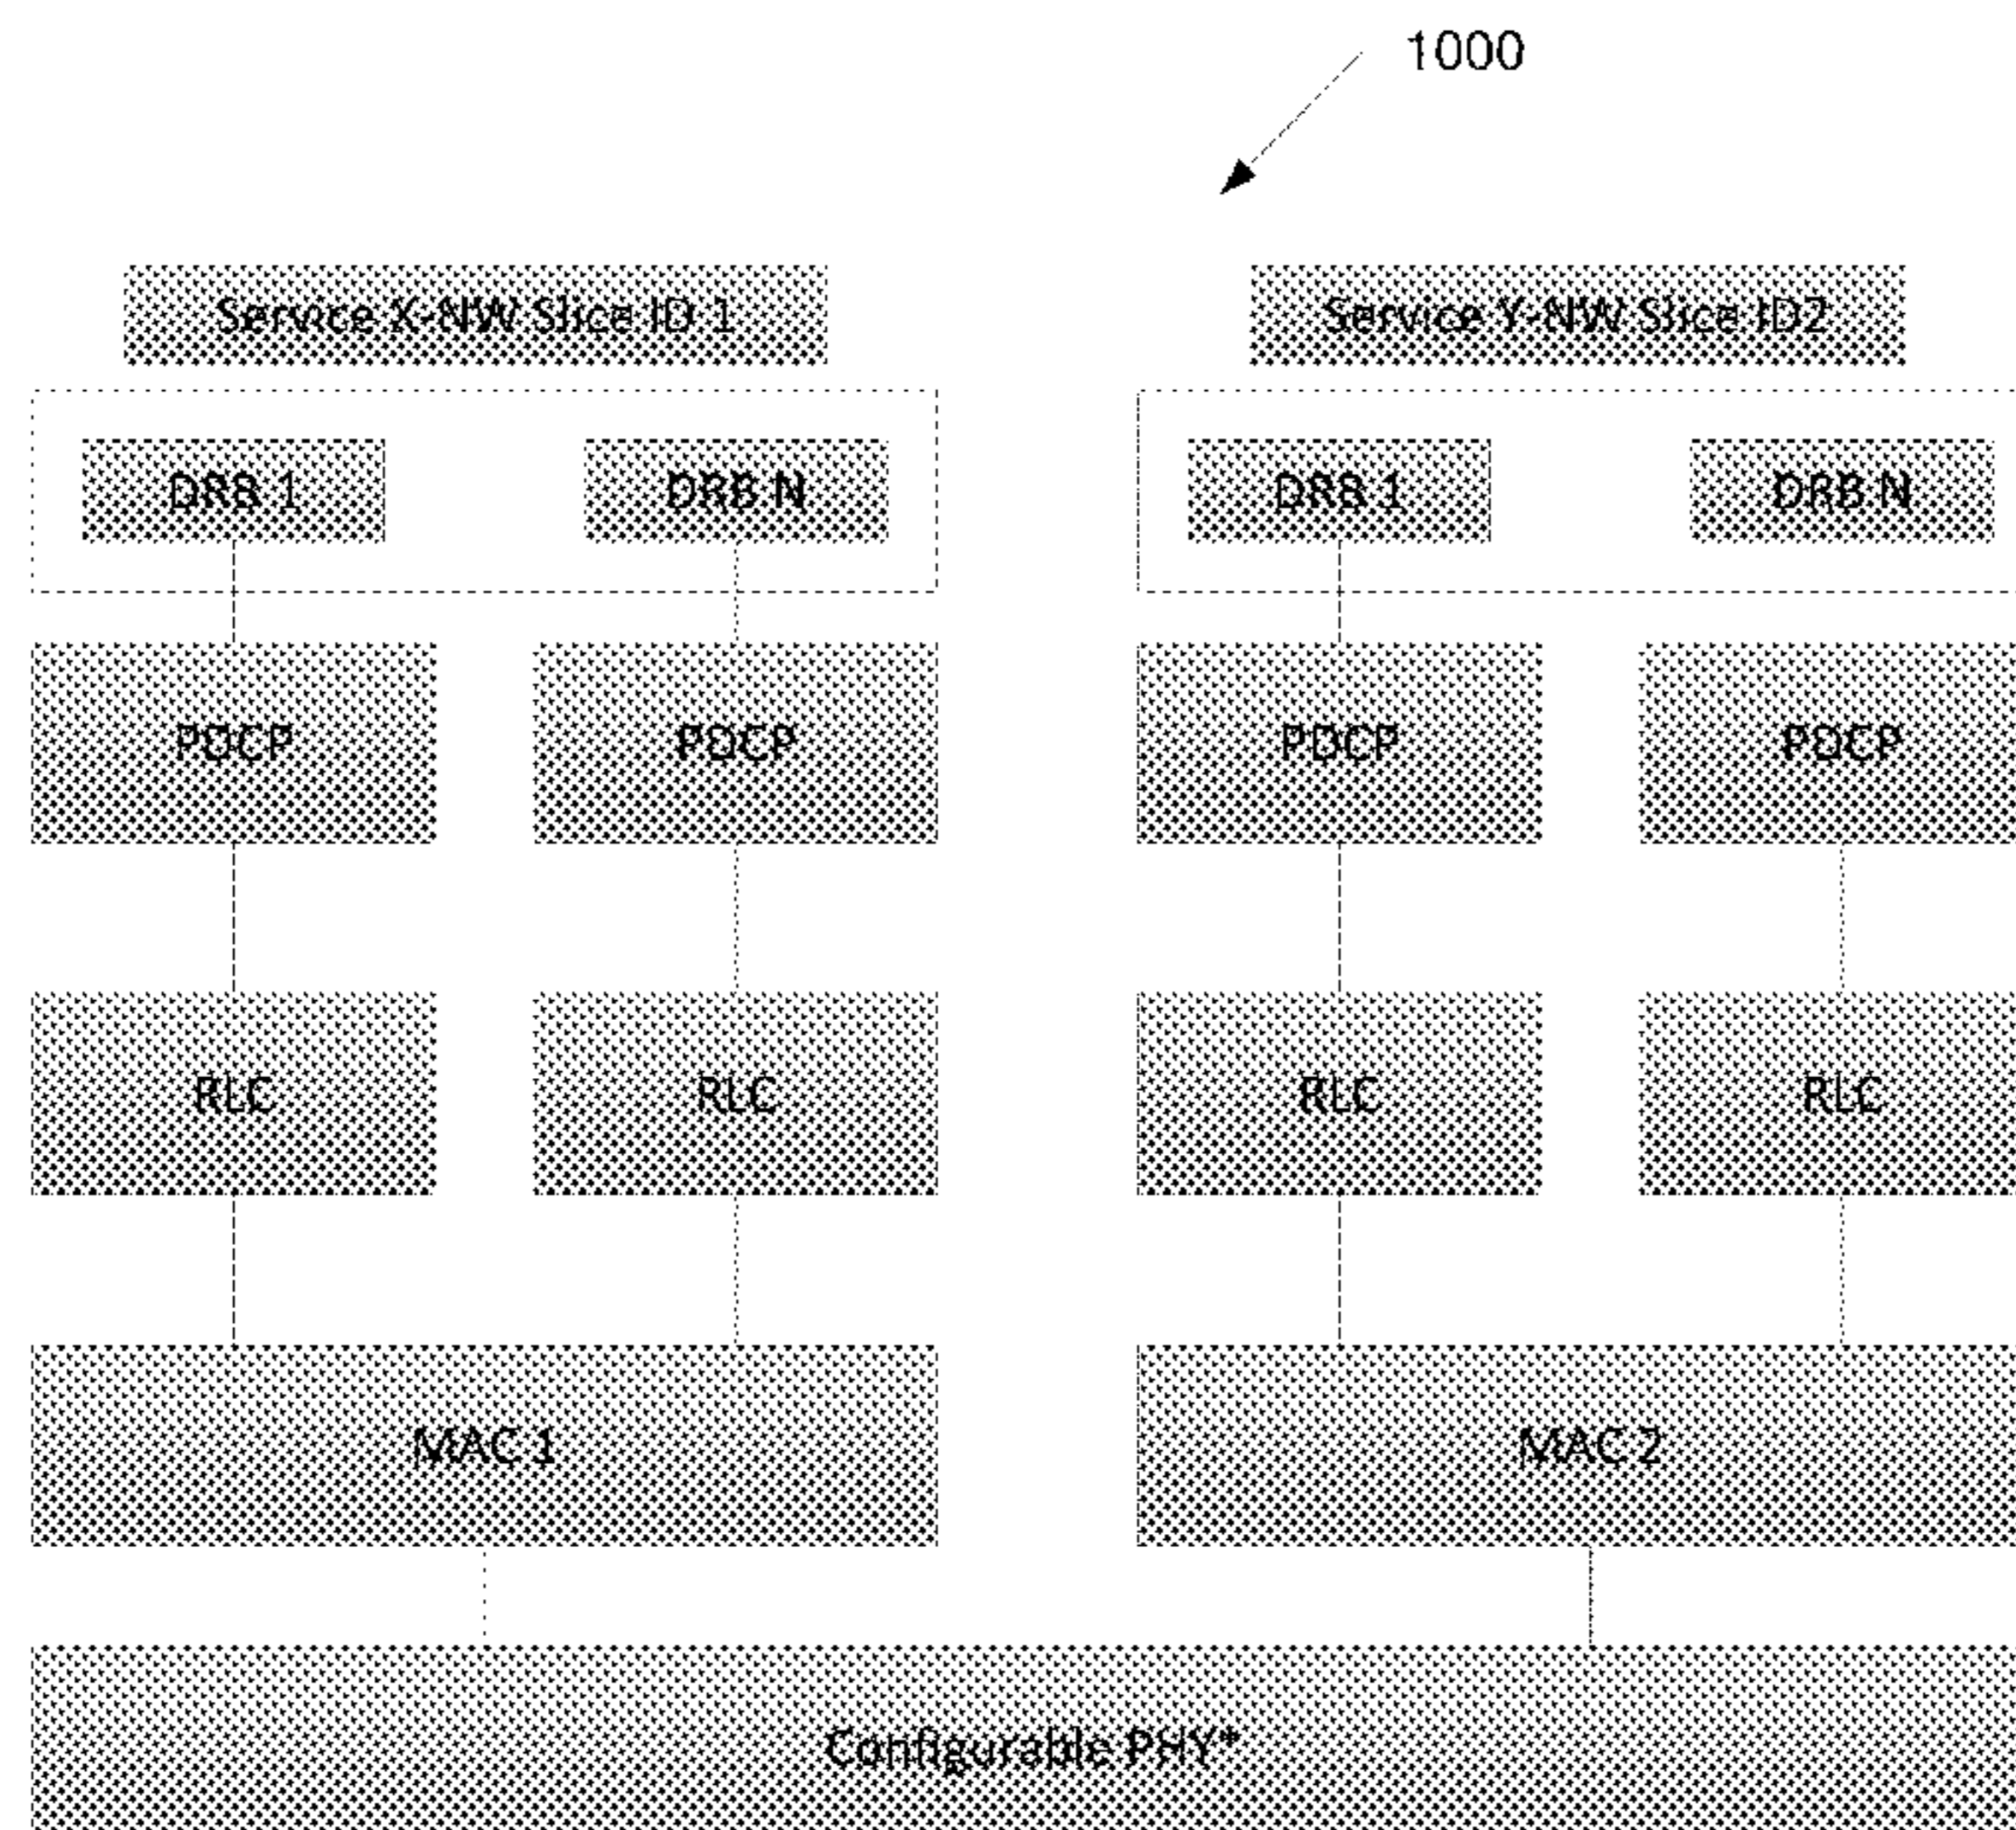 1000
Service X-NW Slice ID 1
Service Y-NW Slice ID2
DRB 1
DRB N
DRB 1
DRB N
PDCP
PDCP
PDCP
PDCP
RLC
RLC
RLC
RLC
MAC 1
MAC 2
Configurable PHY*